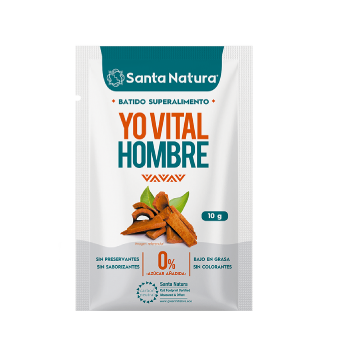 Santa Natura®
• BATIDO SUPERALIMENTO •
YO VITAL
HOMBRE
10 g
SIN PRESERVANTES
SIN SABORIZANTES
0%
AZÚCAR AÑADIDA
BAJO EN GRASA
SIN COLORANTES
Santa Natura